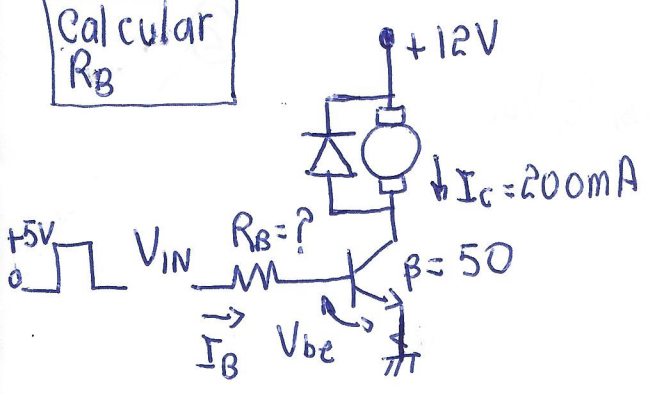 Calcular
RB
+12V
IC=200mA
RB=?
+5V
0
VIN
β=50
IB
Vbe